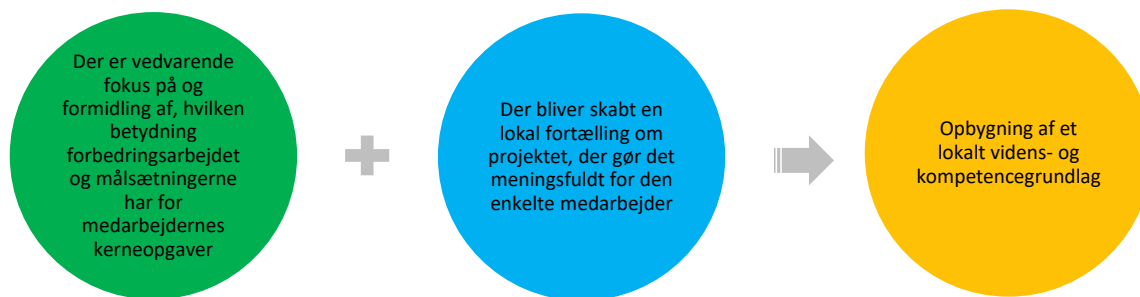 Der er vedvarende
fokus på og
formidling af, hvilken
betydning
forbedringsarbejdet
og målsætningerne
har for
medarbejdernes
kerneopgaver
Der bliver skabt en
lokal fortælling om
projektet, der gør det
meningsfuldt for den
enkelte medarbejder
Opbygning af et
lokalt videns- og
kompetencegrundlag